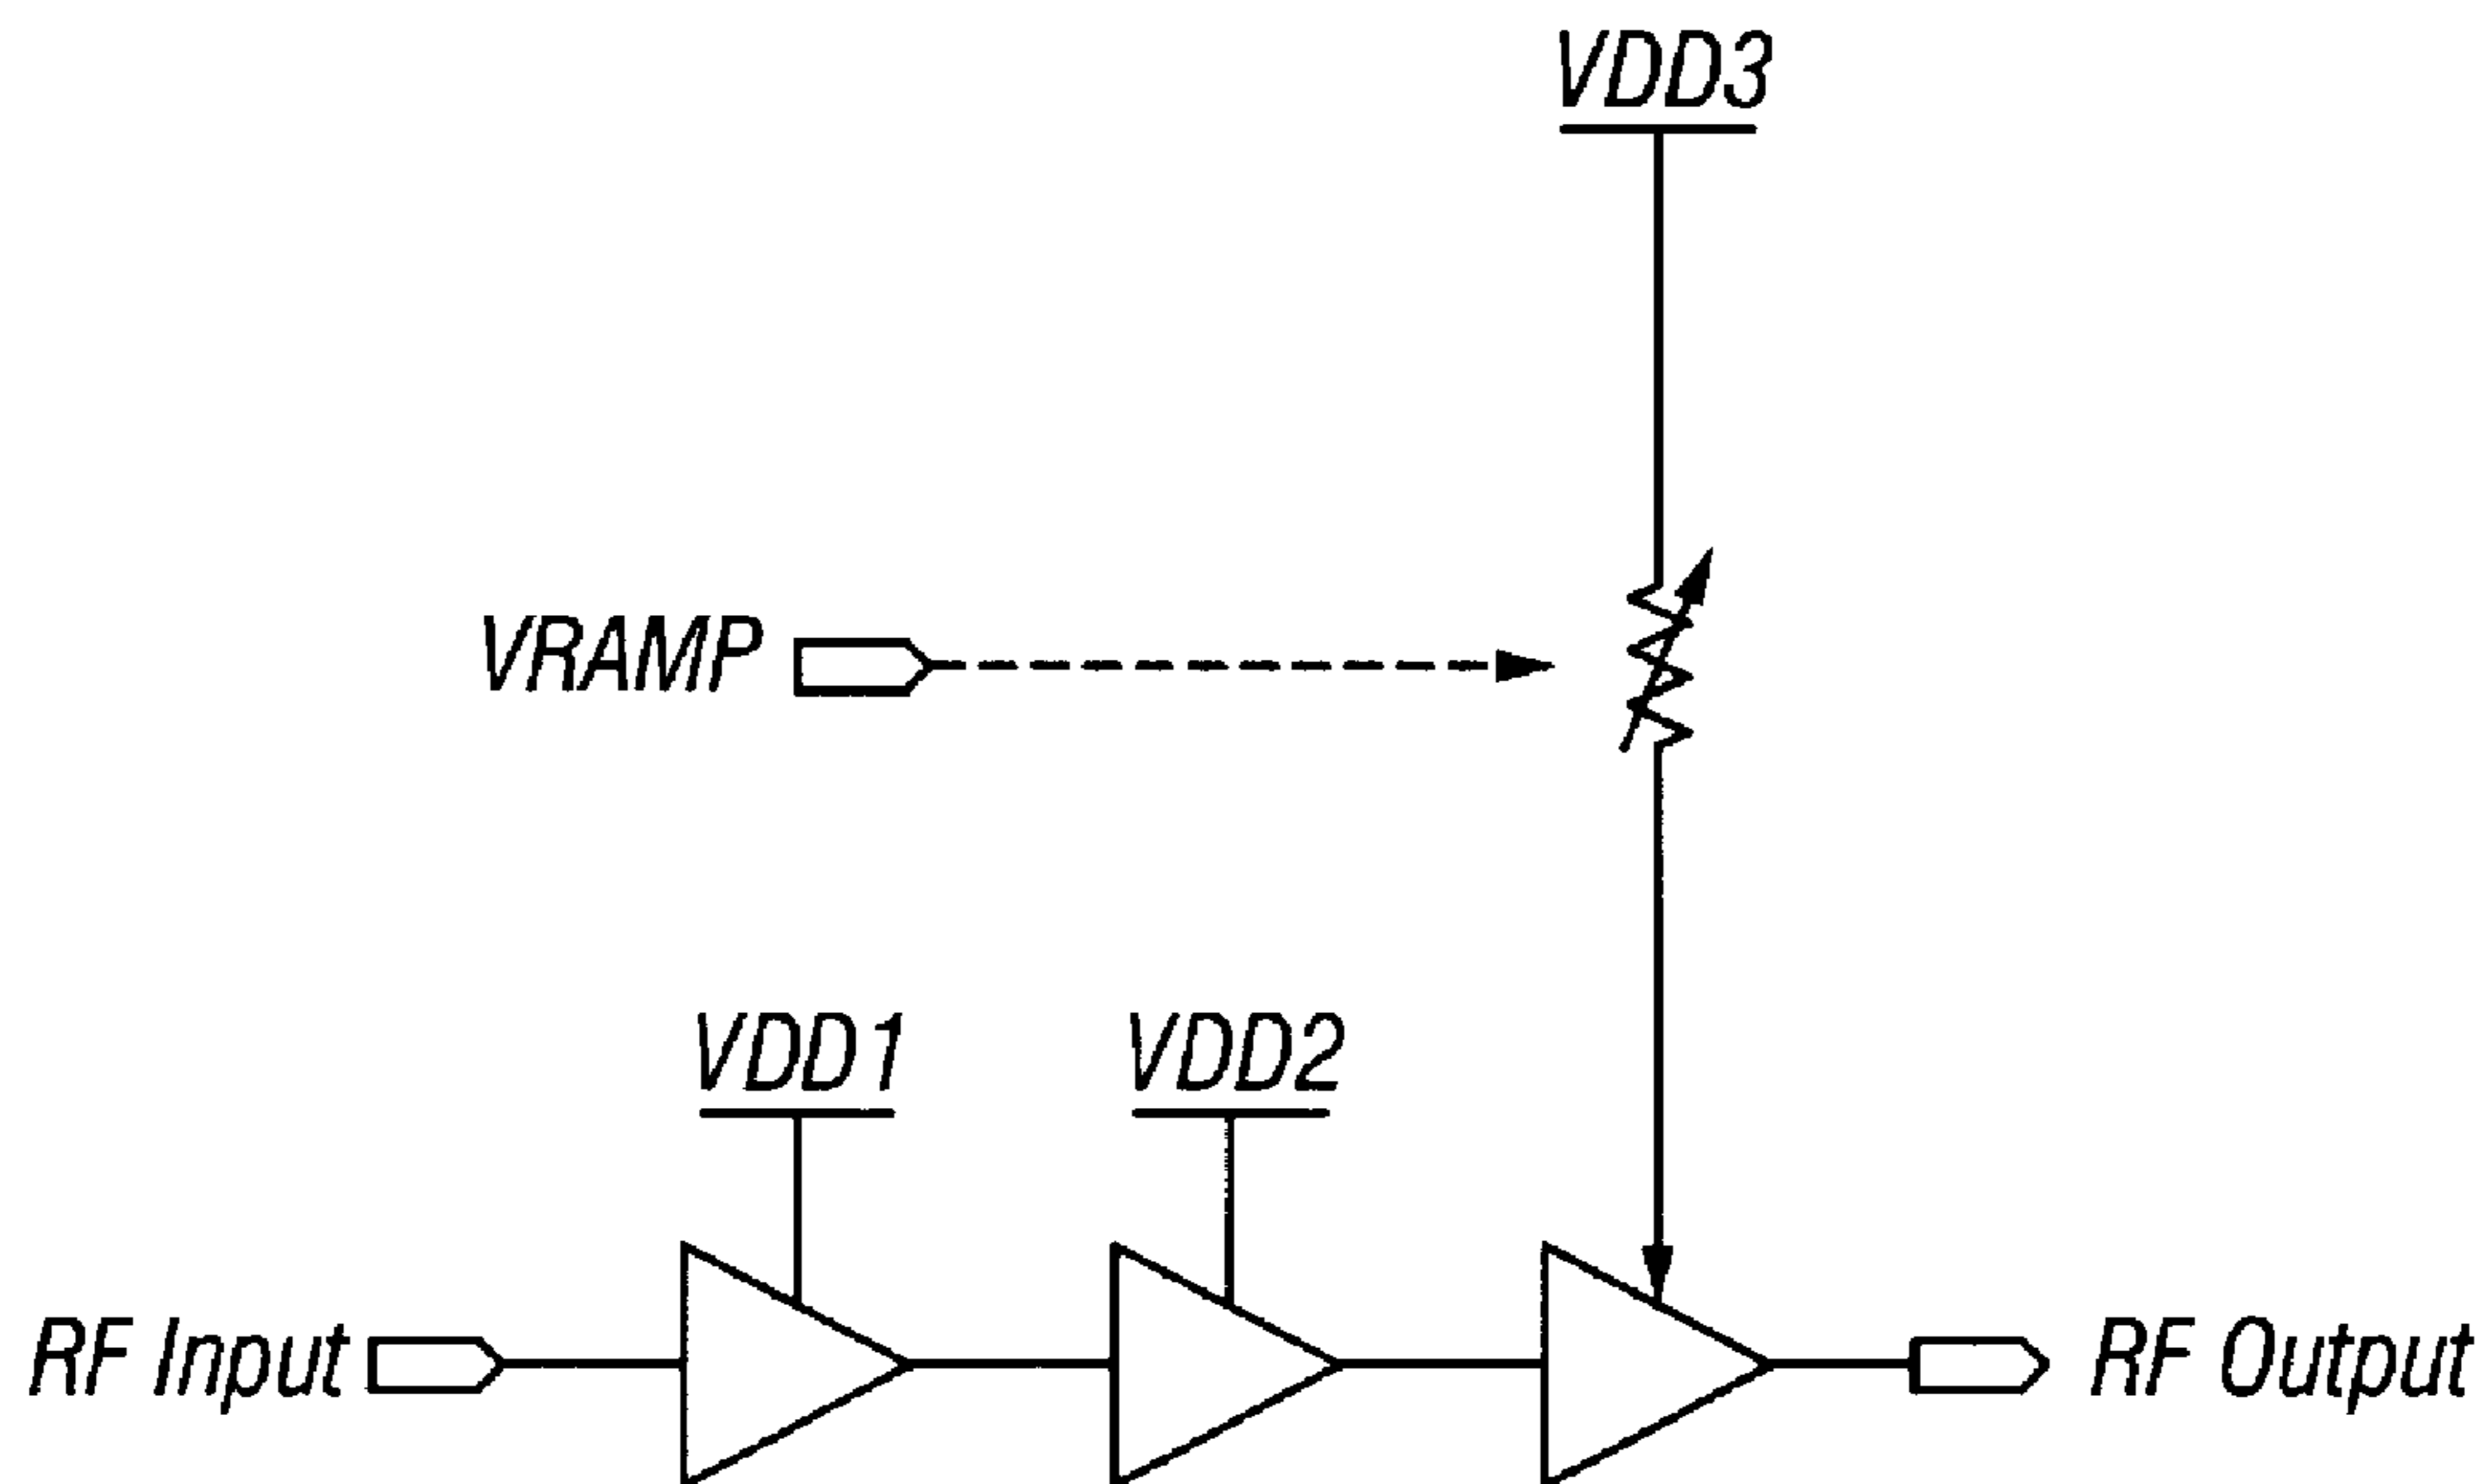 VDD3
VRAMP
VDD1
VDD2
RF Input
RF Output